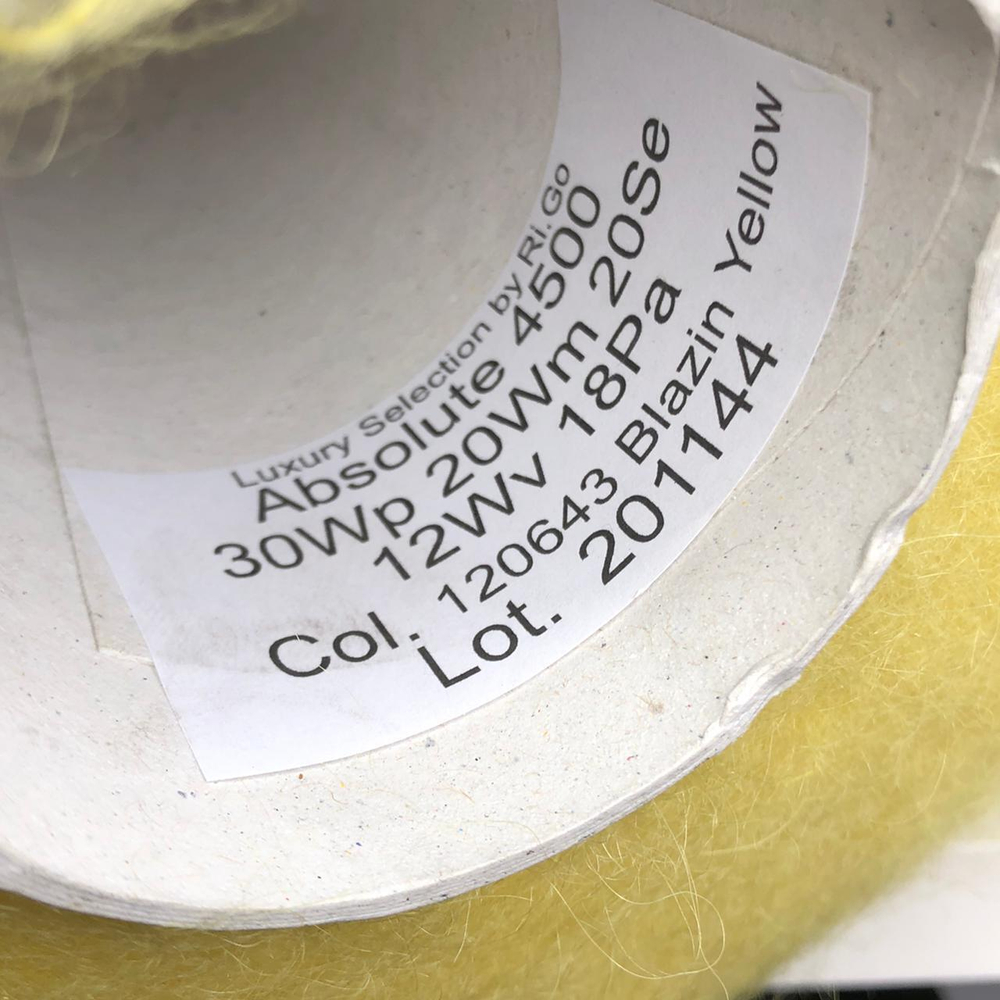 Luxury Selection by Ri.Go
Absolute 4500
30Wp 20Wm 20Se
12Wv 18Pa
Col. 120643 Blazin Yellow
Lot. 201144